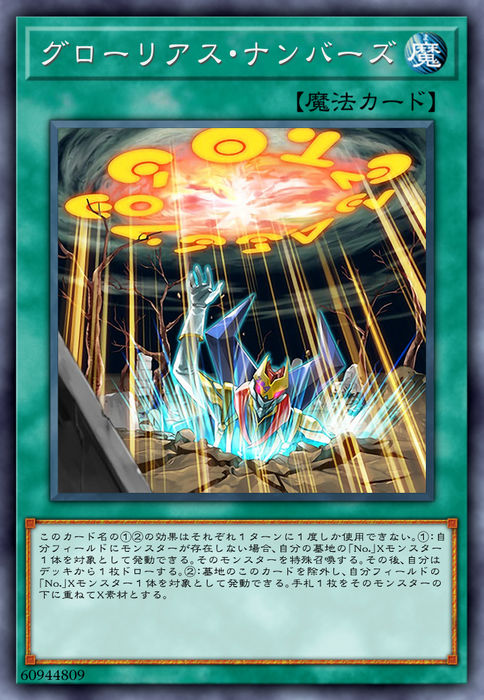 グローリアス・ナンバーズ 魔
【魔法カード】
このカード名の①②の効果はそれぞれ１ターンに１度しか使用できない。①：自
分フィールドにモンスターが存在しない場合、自分の墓地の「No.」Xモンスター
１体を対象として発動できる。そのモンスターを特殊召喚する。その後、自分は
デッキから１枚ドローする。②：墓地のこのカードを除外し、自分フィールドの
「No.」Xモンスター１体を対象として発動できる。手札１枚をそのモンスターの
下に重ねてX素材とする。
60944809